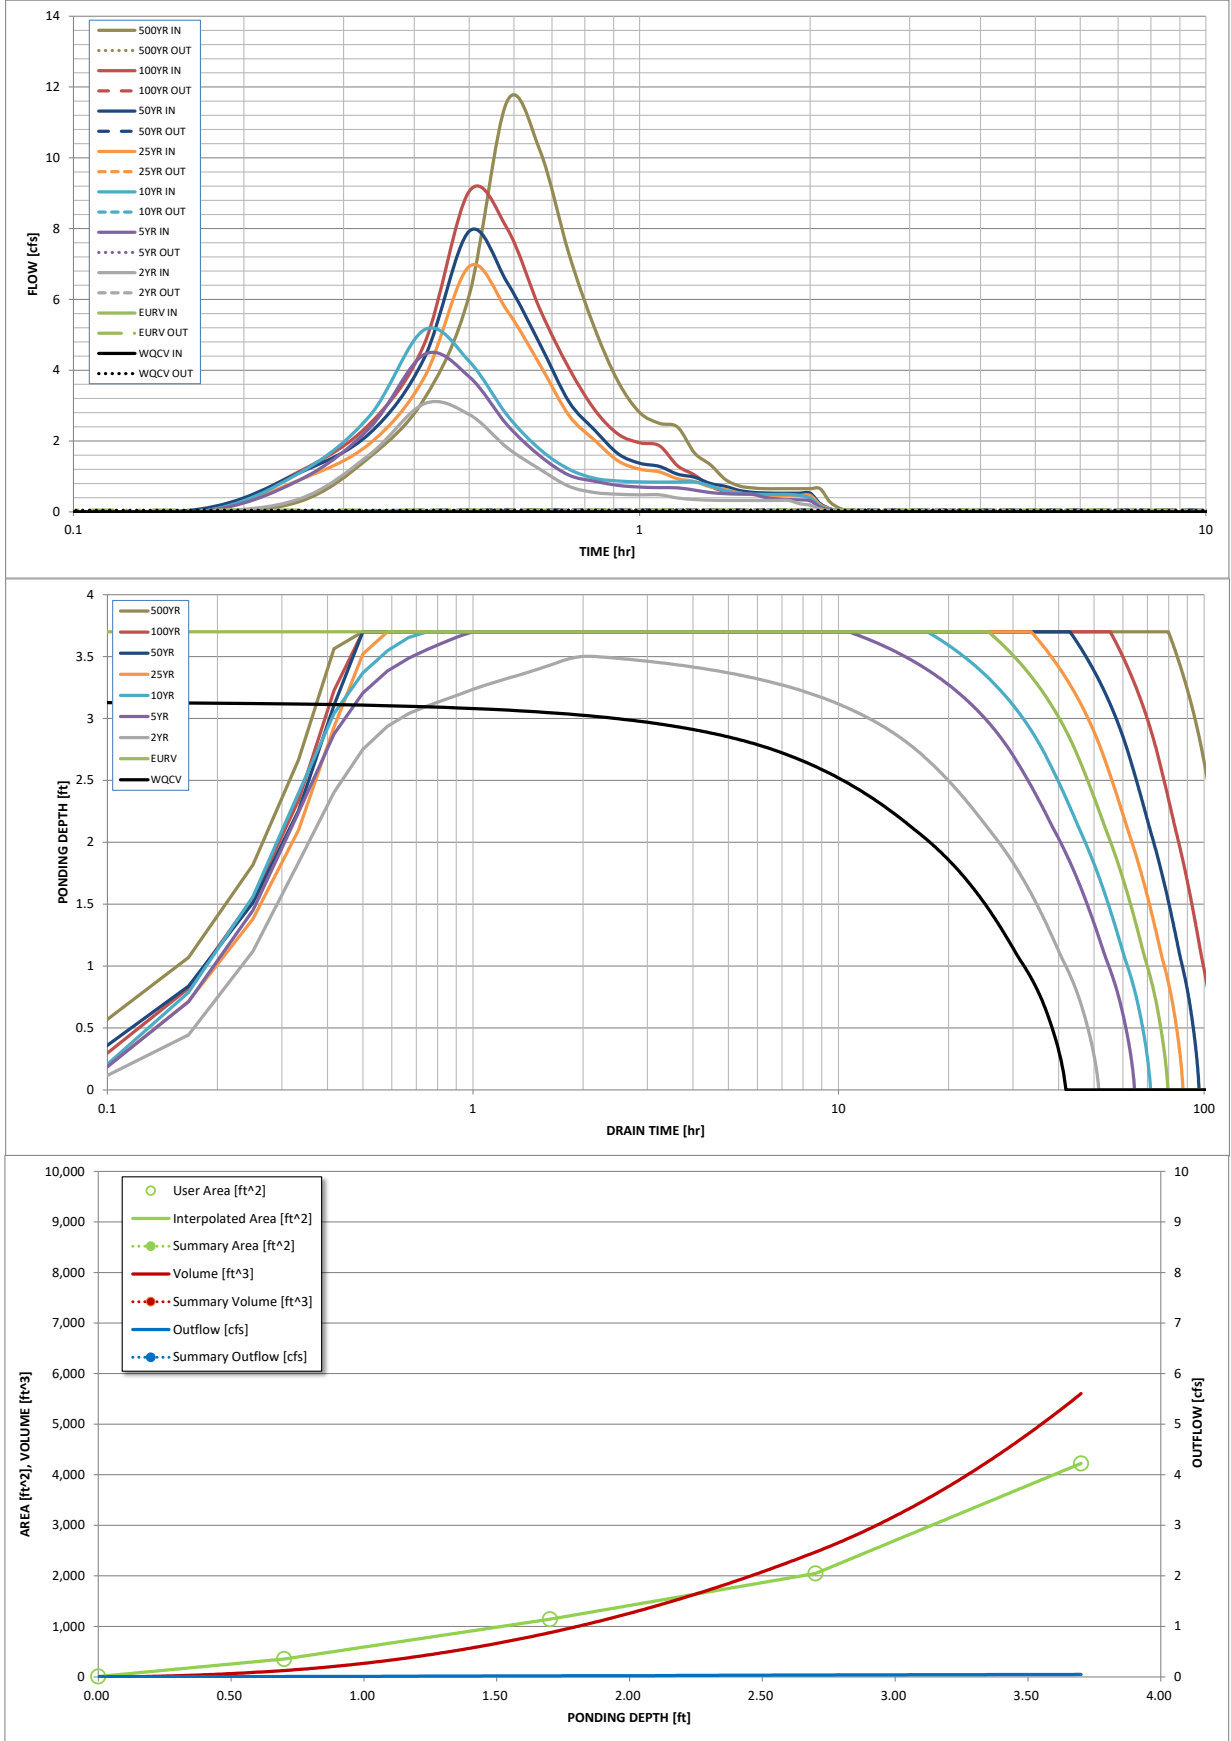 14
12
10
8
6
4
2
0
FLOW [cfs]
500YR IN
500YR OUT
100YR IN
100YR OUT
50YR IN
50YR OUT
25YR IN
25YR OUT
10YR IN
10YR OUT
5YR IN
5YR OUT
2YR IN
2YR OUT
EURV IN
EURV OUT
WQCV IN
WQCV OUT
0.1 1 10
TIME [hr]
4
3.5
3
2.5
2
1.5
1
0.5
0
PONDING DEPTH [ft]
500YR
100YR
50YR
25YR
10YR
5YR
2YR
EURV
WQCV
0.1 1 10 100
DRAIN TIME [hr]
10,000
9,000
8,000
7,000
6,000
5,000
4,000
3,000
2,000
1,000
0
AREA [ft^2], VOLUME [ft^3]
User Area [ft^2]
Interpolated Area [ft^2]
Summary Area [ft^2]
Volume [ft^3]
Summary Volume [ft^3]
Outflow [cfs]
Summary Outflow [cfs]
10
9
8
7
6
5
4
3
2
1
0
OUTFLOW [cfs]
0.00 0.50 1.00 1.50 2.00 2.50 3.00 3.50 4.00
PONDING DEPTH [ft]